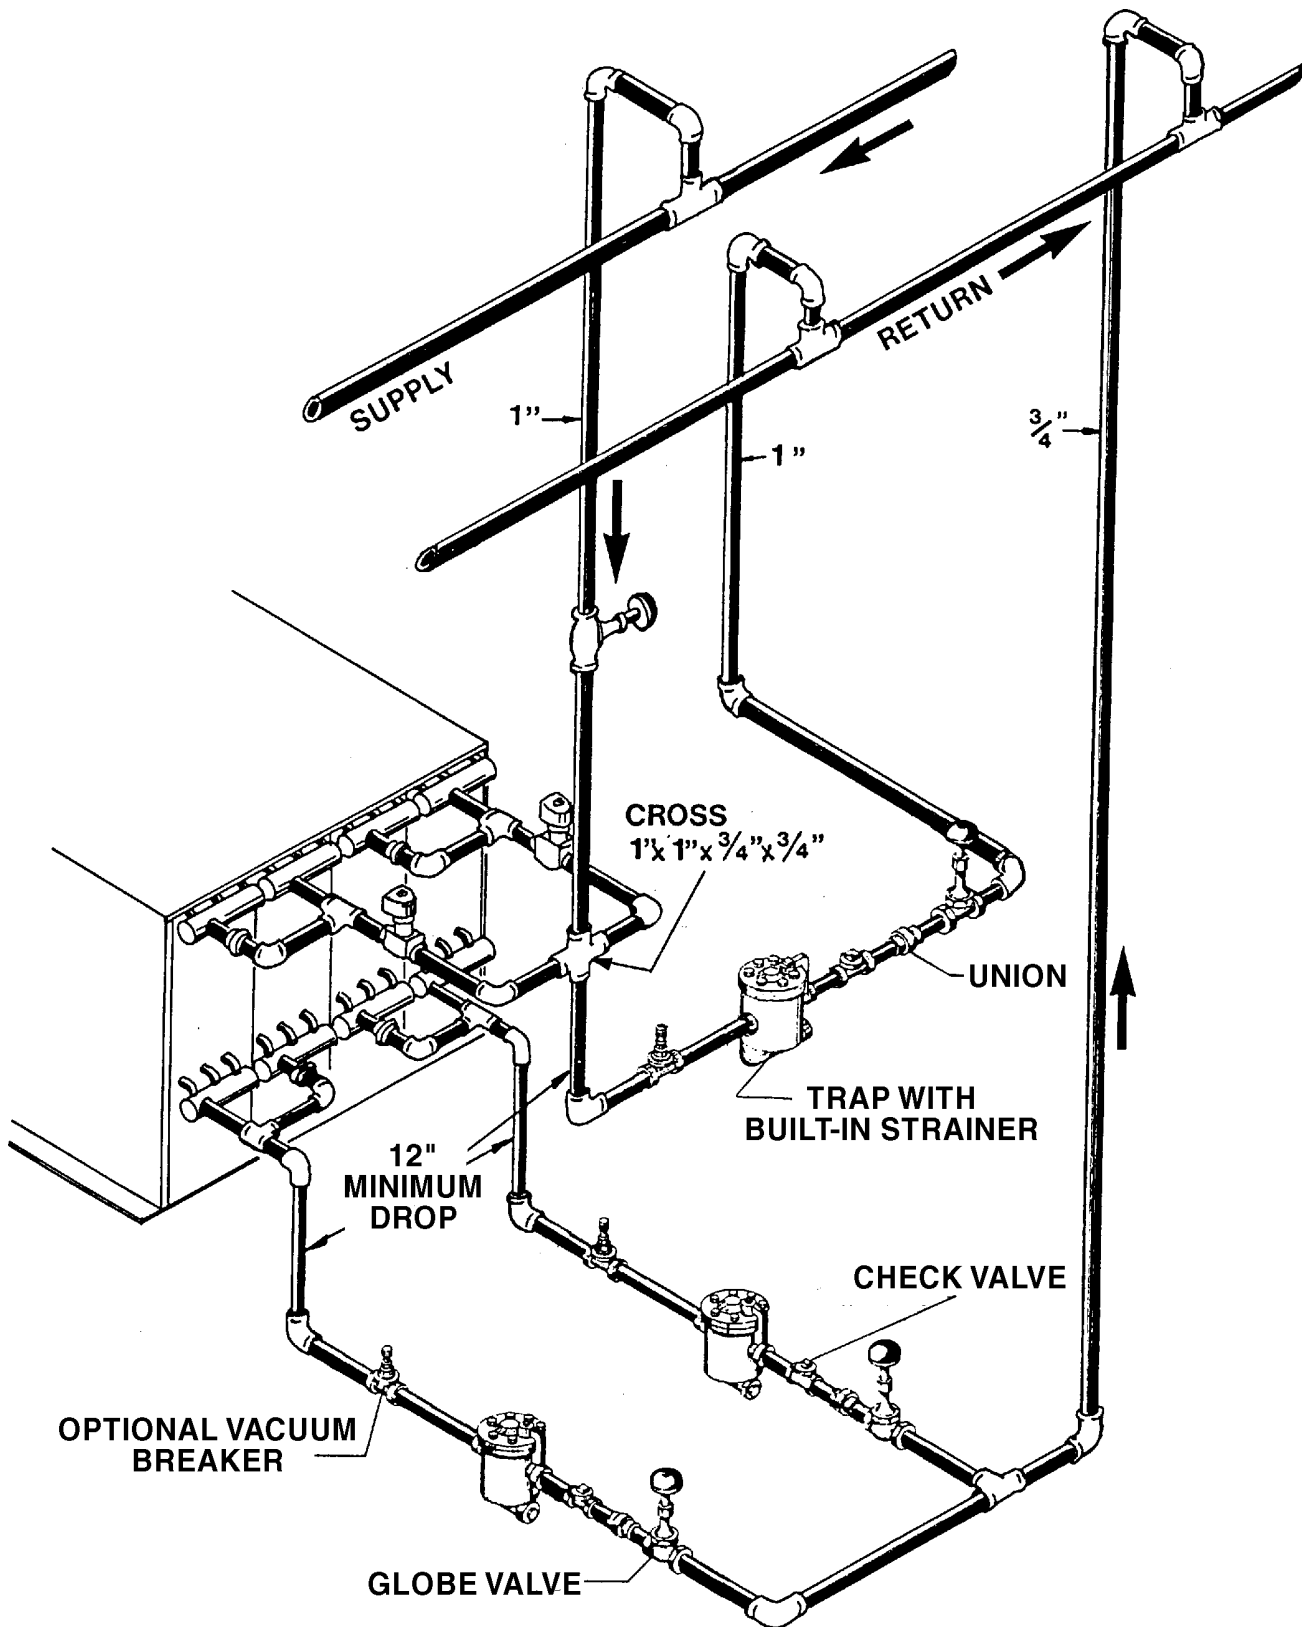 SUPPLY
RETURN
1”
1”
3/4”
CROSS
1”x 1”x 3/4”x 3/4”
UNION
TRAP WITH
BUILT-IN STRAINER
12"
MINIMUM
DROP
CHECK VALVE
OPTIONAL VACUUM
BREAKER
GLOBE VALVE